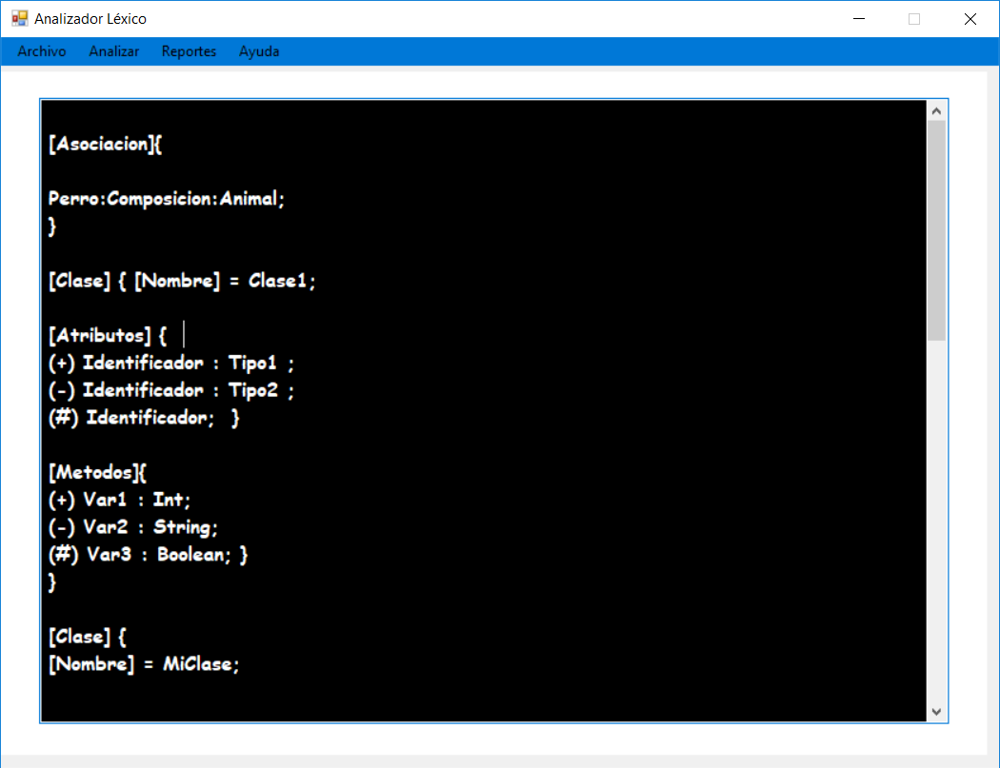 Analizador Léxico
Archivo Analizar Reportes Ayuda
[Asociacion]{
Perro:Composicion:Animal;
}
[Clase] { [Nombre] = Clase1;
[Atributos] {
(+) Identificador : Tipo1 ;
(-) Identificador : Tipo2 ;
(#) Identificador;  }
[Metodos]{
(+) Var1 : Int;
(-) Var2 : String;
(#) Var3 : Boolean; }
}
[Clase] {
[Nombre] = MiClase;